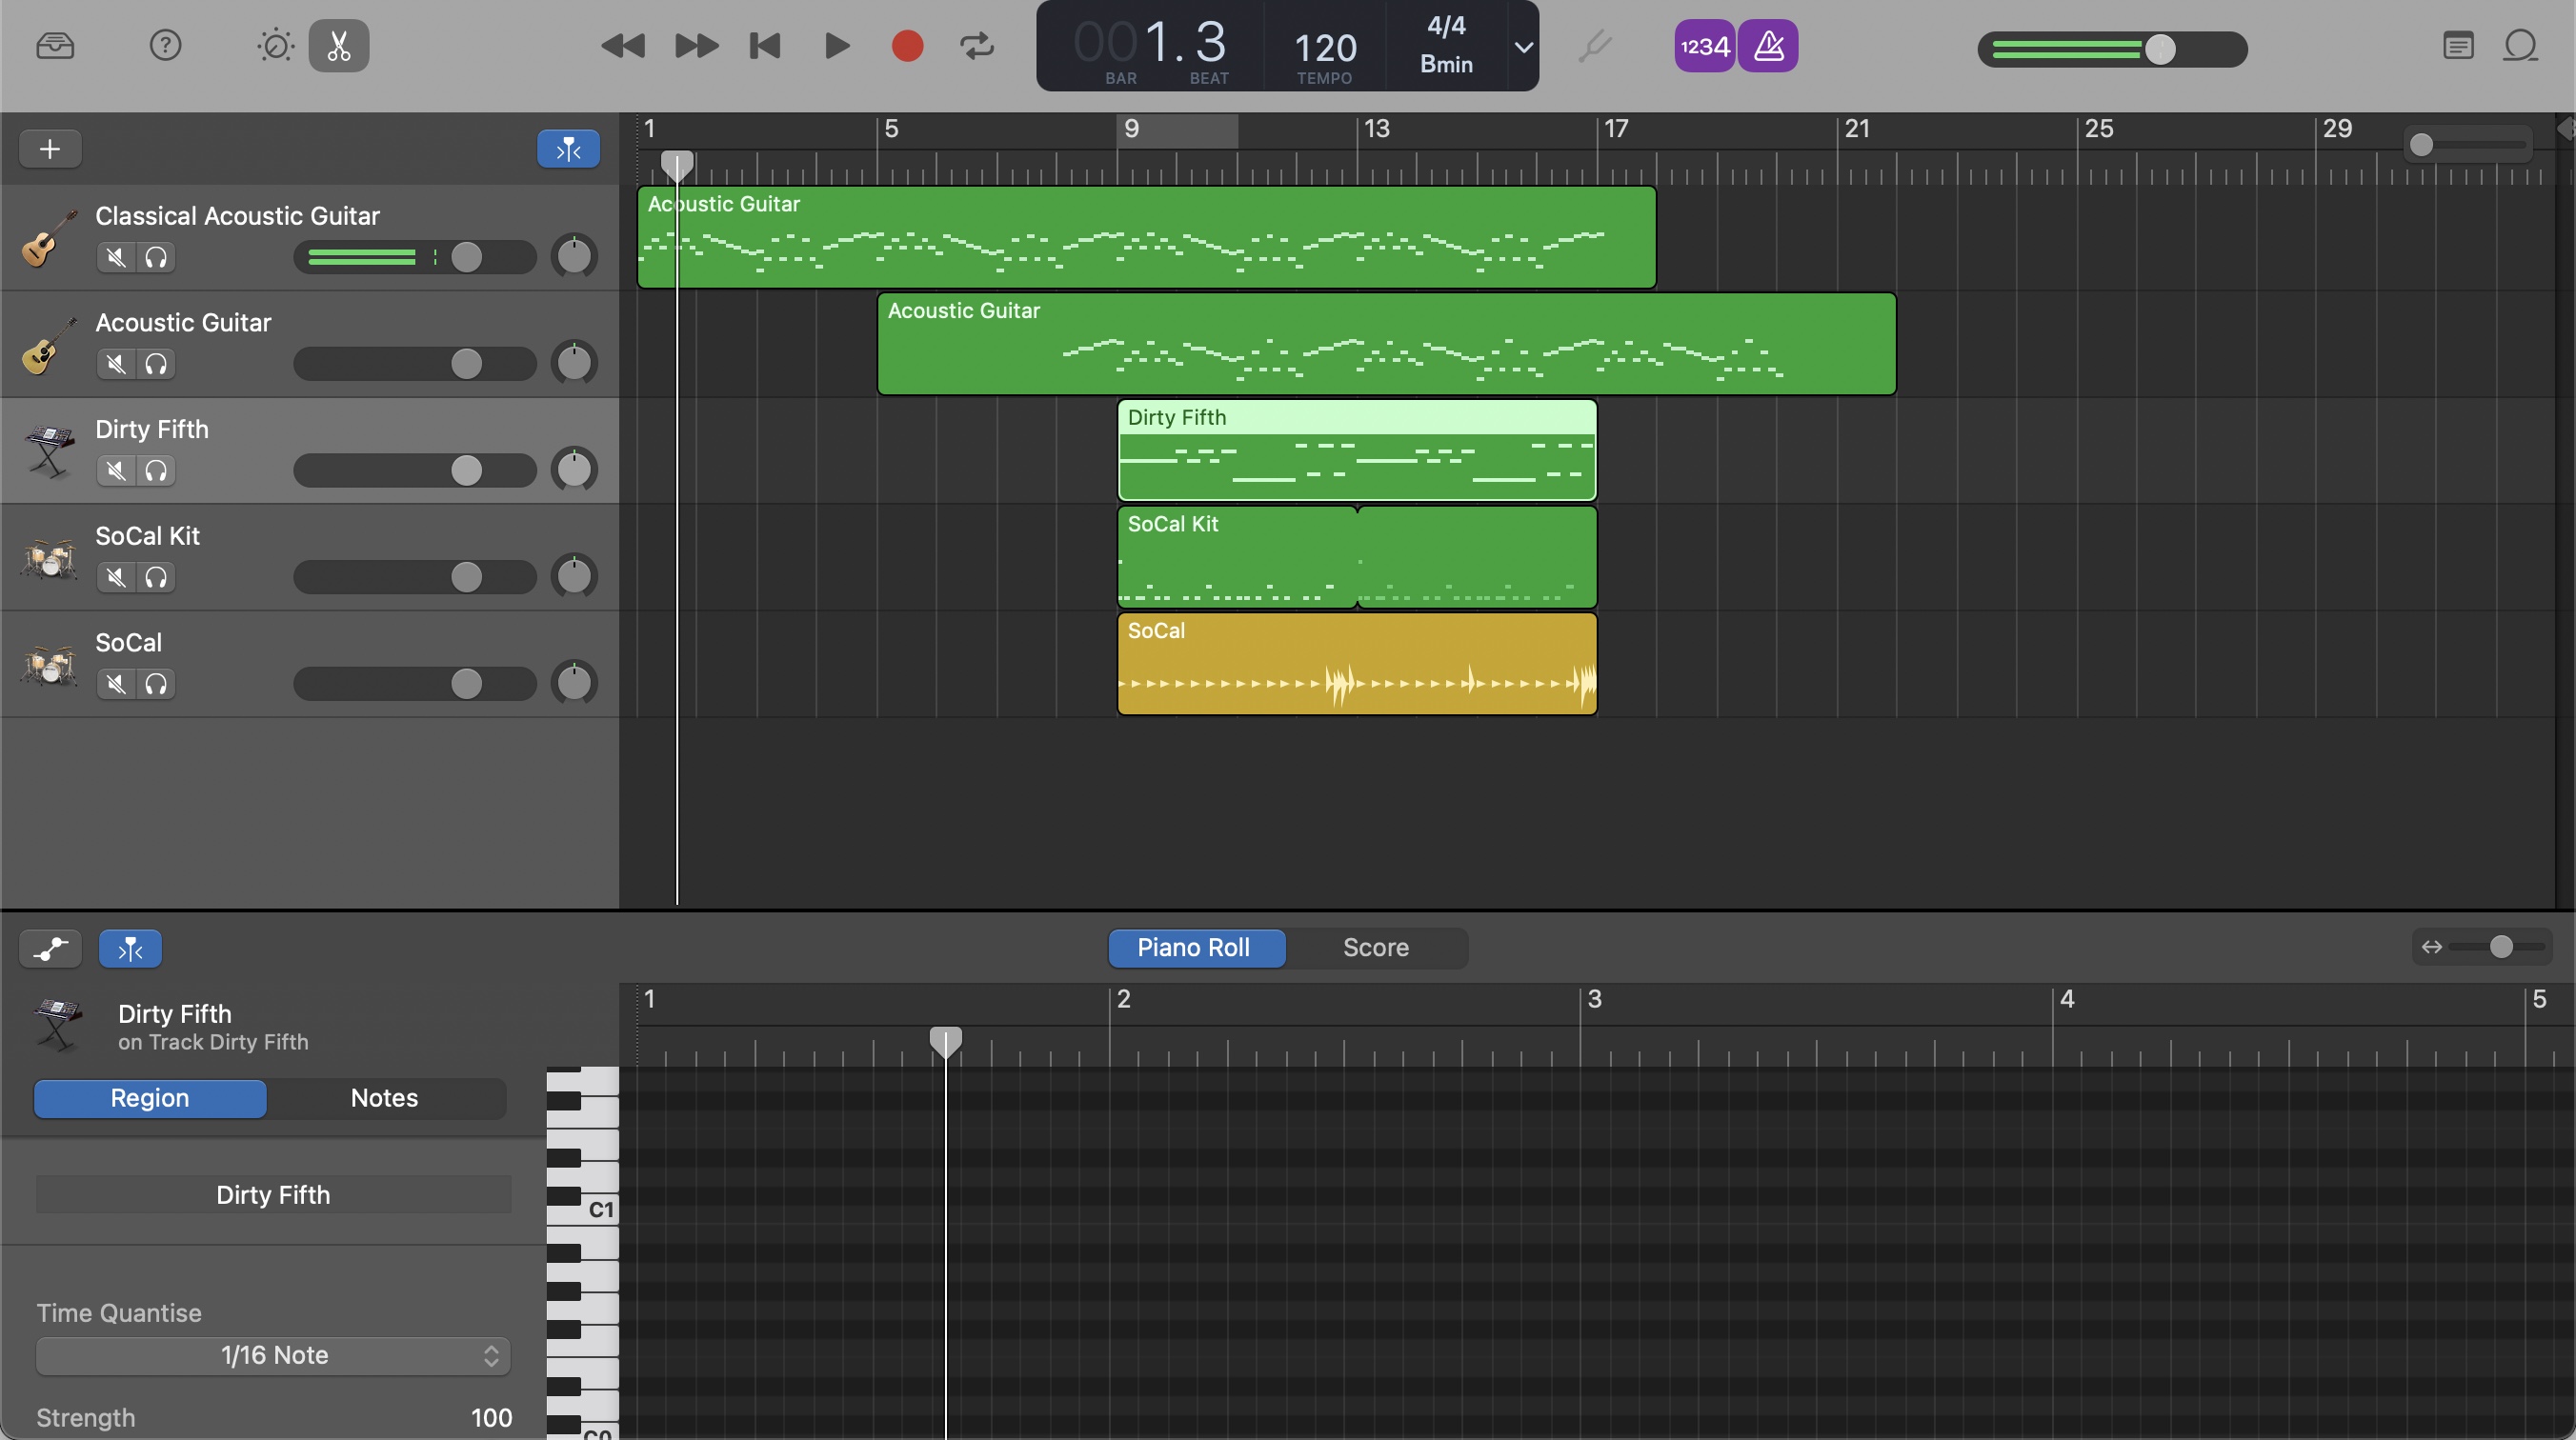 001.3
BAR
BEAT
120
TEMPO
4/4
Bmin
1234
1
5
9
13
17
21
25
29
Classical Acoustic Guitar
Acoustic Guitar
Acoustic Guitar
Acoustic Guitar
Dirty Fifth
Dirty Fifth
SoCal Kit
SoCal Kit
SoCal
SoCal
Piano Roll
Score
Dirty Fifth
on Track Dirty Fifth
1
2
3
4
5
Region
Notes
Dirty Fifth
C1
Time Quantise
1/16 Note
Strength
100
C0